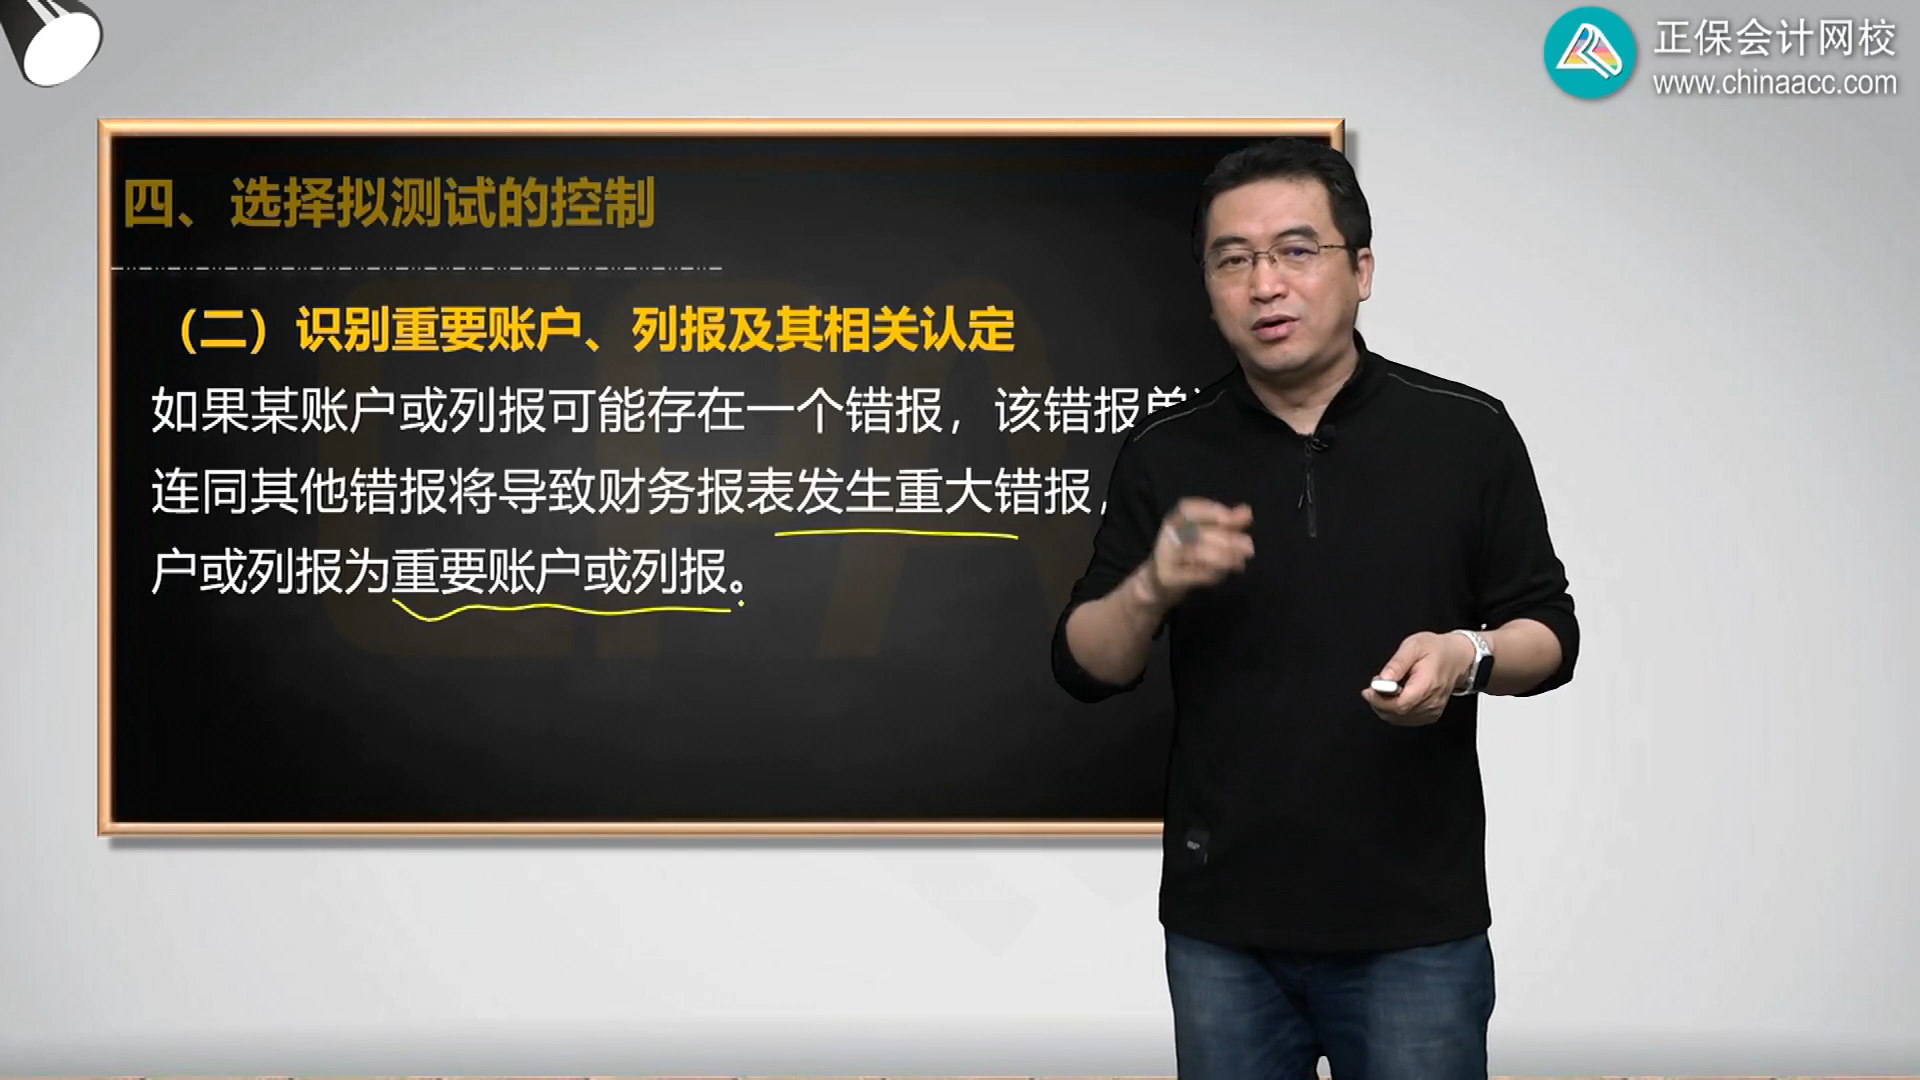 正保会计网校
www.chinaacc.com
四、选择拟测试的控制
（二）识别重要账户、列报及其相关认定
如果某账户或列报可能存在一个错报，该错报单
连同其他错报将导致财务报表发生重大错报，
户或列报为重要账户或列报。
CPA